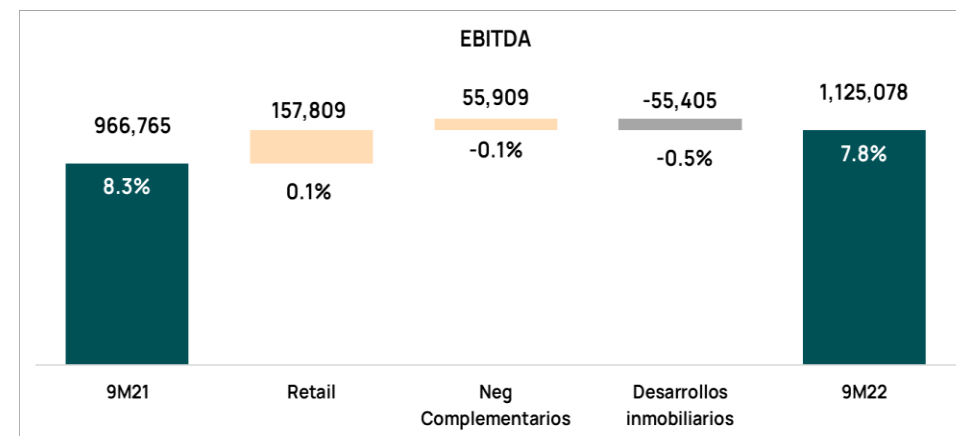 EBITDA
966,765
157,809
55,909
-55,405
1,125,078
8.3%
0.1%
-0.1%
-0.5%
7.8%
9M21
Retail
Neg
Complementarios
Desarrollos
inmobiliarios
9M22